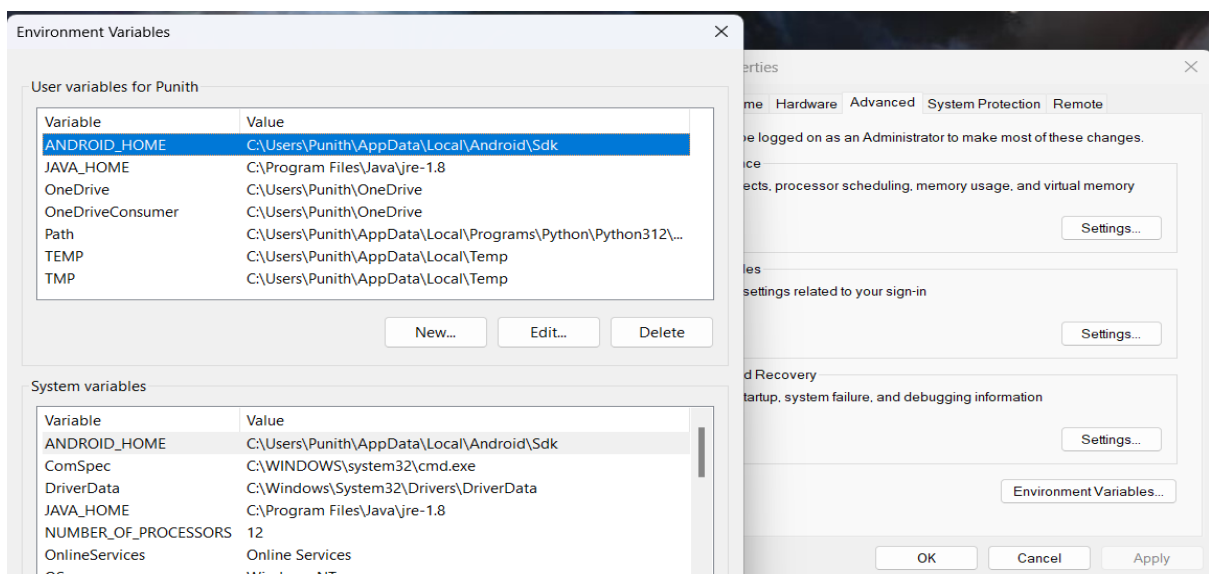 Environment Variables
User variables for Punith
Variable Value
ANDROID_HOME C:\Users\Punith\AppData\Local\Android\Sdk
JAVA_HOME C:\Program Files\Java\jre-1.8
OneDrive C:\Users\Punith\OneDrive
OneDriveConsumer C:\Users\Punith\OneDrive
Path C:\Users\Punith\AppData\Local\Programs\Python\Python312\...
TEMP C:\Users\Punith\AppData\Local\Temp
TMP C:\Users\Punith\AppData\Local\Temp
New... Edit... Delete
System variables
Variable Value
ANDROID_HOME C:\Users\Punith\AppData\Local\Android\Sdk
ComSpec C:\WINDOWS\system32\cmd.exe
DriverData C:\Windows\System32\Drivers\DriverData
JAVA_HOME C:\Program Files\Java\jre-1.8
NUMBER_OF_PROCESSORS 12
OnlineServices Online Services
erties
me Hardware Advanced System Protection Remote
be logged on as an Administrator to make most of these changes.
ice
ects, processor scheduling, memory usage, and virtual memory
Settings...
les
settings related to your sign-in
Settings...
d Recovery
tartup, system failure, and debugging information
Settings...
Environment Variables...
OK Cancel Apply